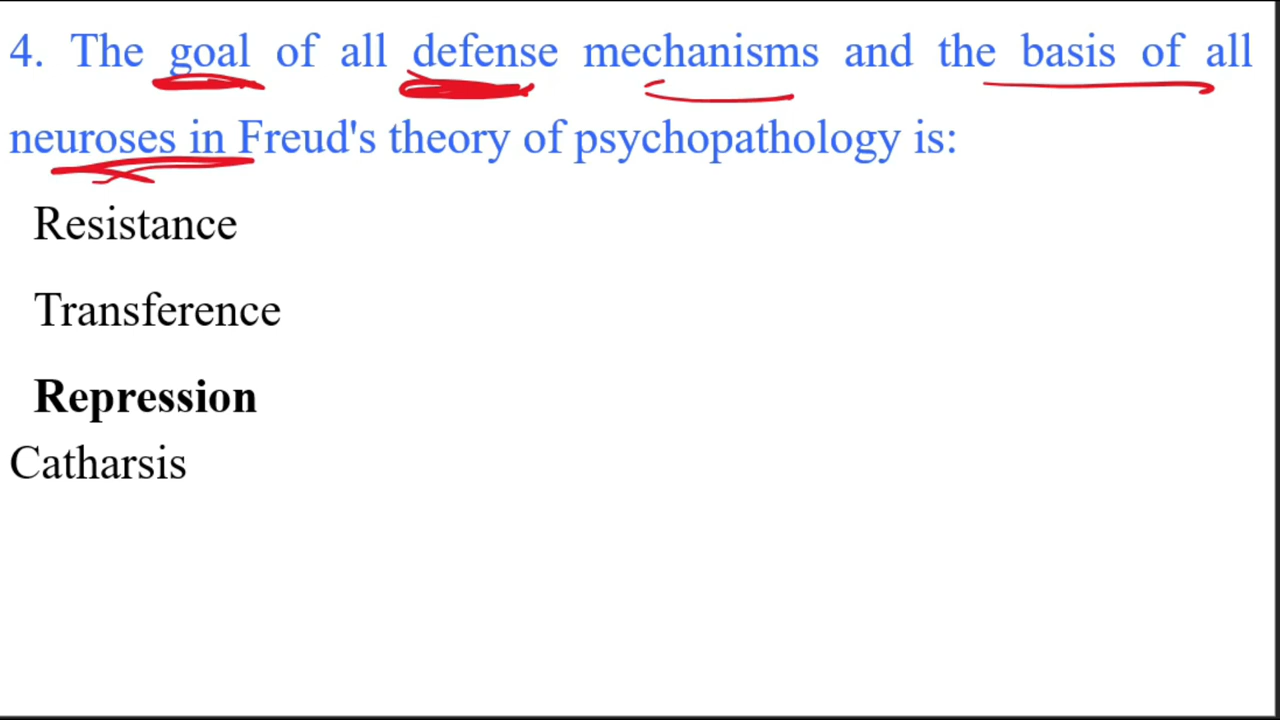 4. The goal of all defense mechanisms and the basis of all
neuroses in Freud's theory of psychopathology is:
Resistance
Transference
Repression
Catharsis